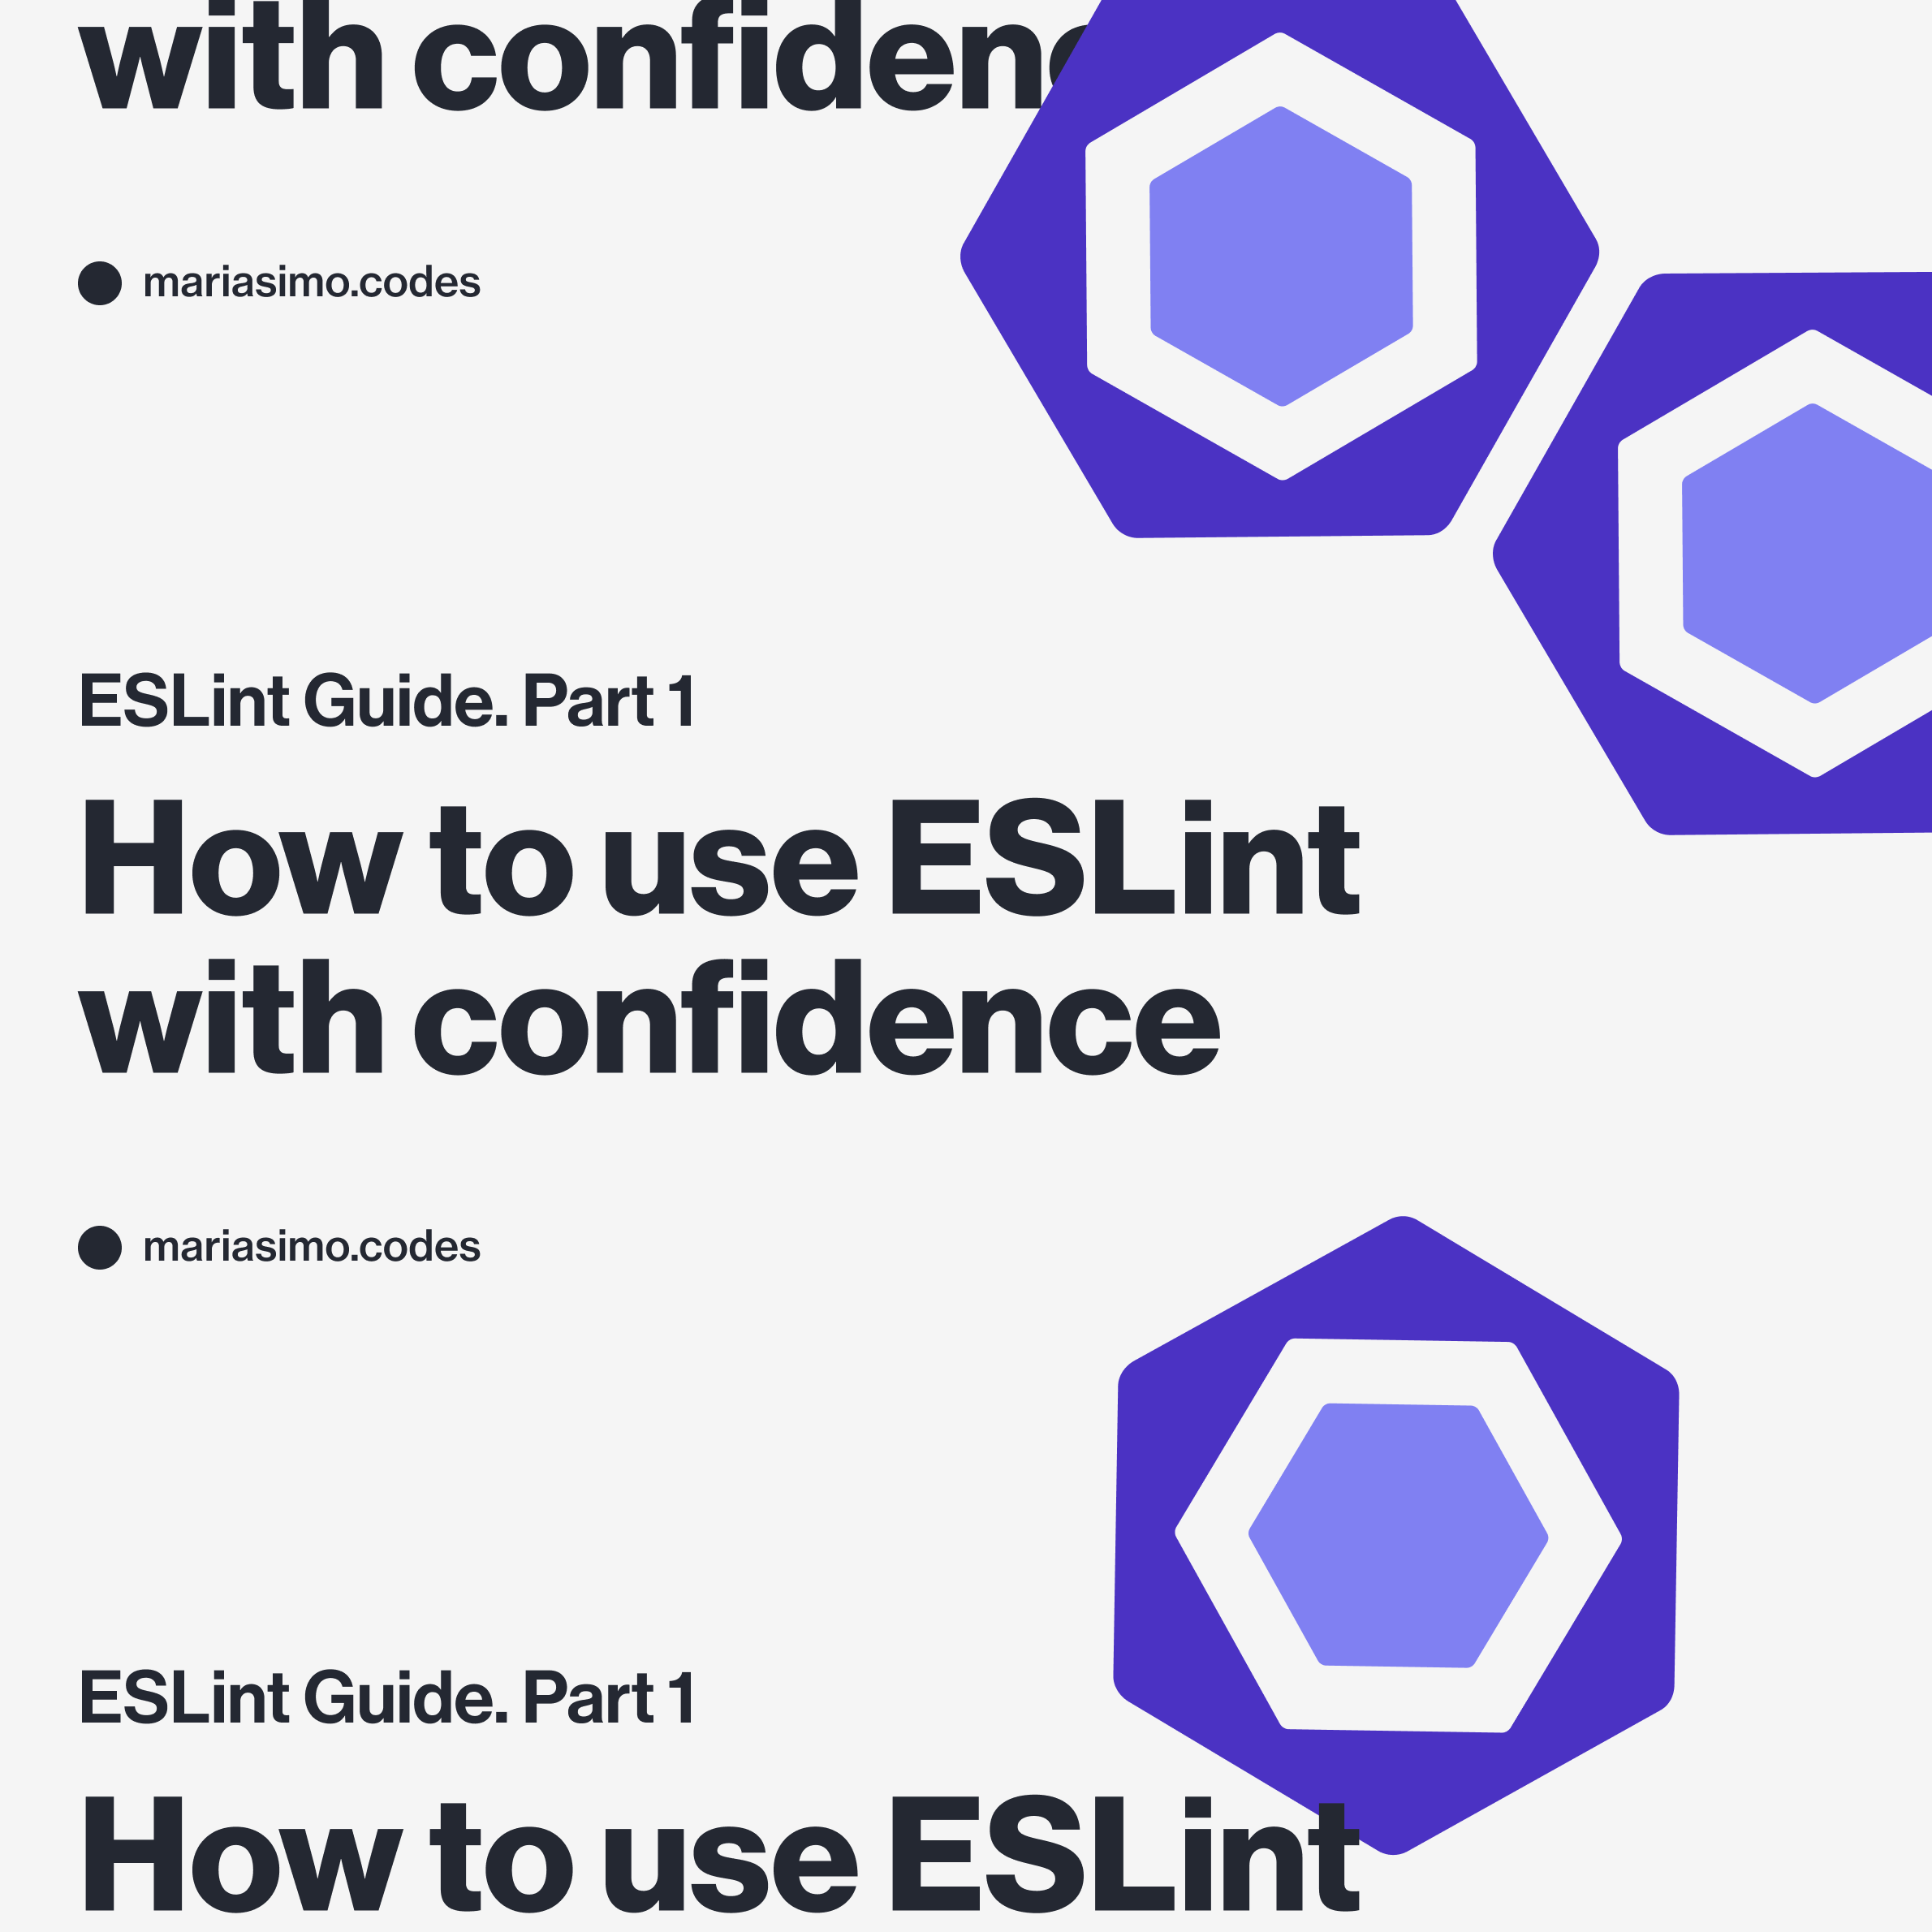 with confidenc
mariasimo.codes
ESLint Guide. Part 1
How to use ESLint
with confidence
mariasimo.codes
ESLint Guide. Part 1
How to use ESLint